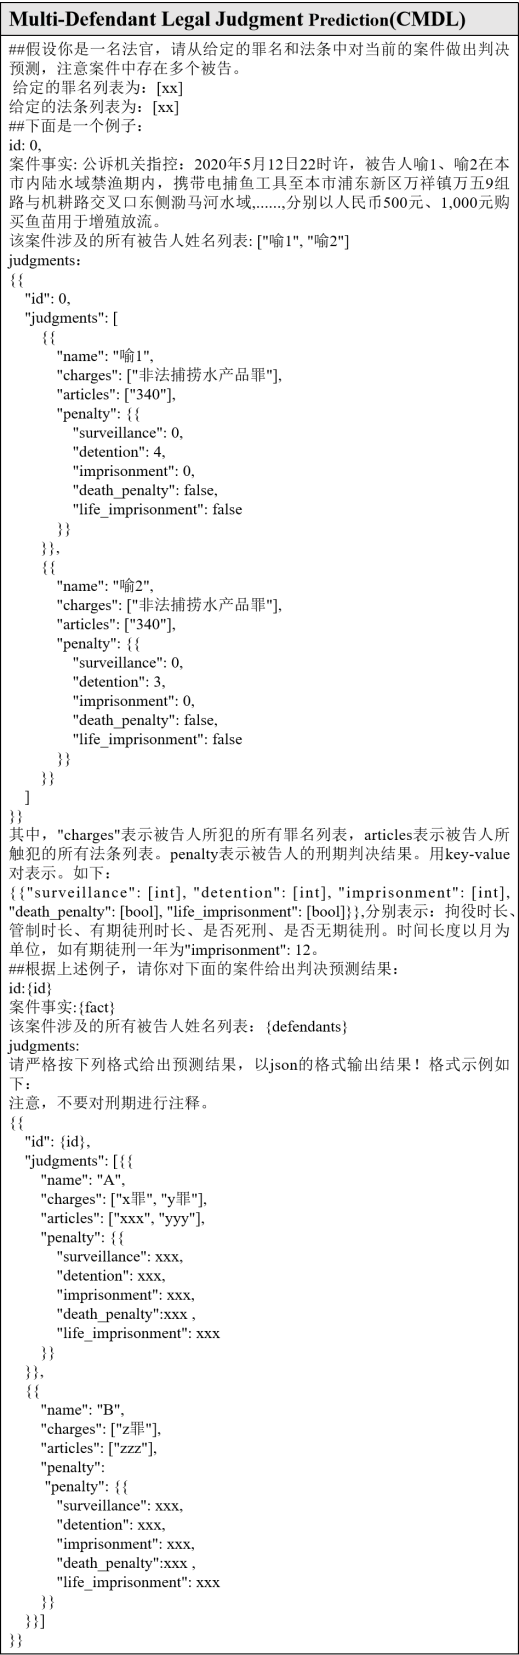 Multi-Defendant Legal Judgment Prediction(CMDL)
##假设你是一名法官，请从给定的罪名和法条中对当前的案件做出判决
预测，注意案件中存在多个被告。
给定的罪名列表为：[xx]
给定的法条列表为：[xx]
##下面是一个例子：
id: 0,
案件事实: 公诉机关指控：2020年5月12日22时许，被告人喻1、喻2在本
市内陆水域禁渔期内，携带电捕鱼工具至本市浦东新区万祥镇万五9组
路与机耕路交叉口东侧泐马河水域,......,分别以人民币500元、1,000元购
买鱼苗用于增殖放流。
该案件涉及的所有被告人姓名列表: ["喻1", "喻2"]
judgments：
{{
"id": 0,
"judgments": [
{{
"name": "喻1",
"charges": ["非法捕捞水产品罪"],
"articles": ["340"],
"penalty": {{
"surveillance": 0,
"detention": 4,
"imprisonment": 0,
"death_penalty": false,
"life_imprisonment": false
}}
}},
{{
"name": "喻2",
"charges": ["非法捕捞水产品罪"],
"articles": ["340"],
"penalty": {{
"surveillance": 0,
"detention": 3,
"imprisonment": 0,
"death_penalty": false,
"life_imprisonment": false
}}
}}
]
}}
其中，"charges"表示被告人所犯的所有罪名列表，articles表示被告人所
触犯的所有法条列表。penalty表示被告人的刑期判决结果。用key-value
对表示。如下：
{{"surveillance": [int], "detention": [int], "imprisonment": [int],
"death_penalty": [bool], "life_imprisonment": [bool]}},分别表示：拘役时长、
管制时长、有期徒刑时长、是否死刑、是否无期徒刑。时间长度以月为
单位，如有期徒刑一年为"imprisonment": 12。
##根据上述例子，请你对下面的案件给出判决预测结果：
id:{id}
案件事实:{fact}
该案件涉及的所有被告人姓名列表：{defendants}
judgments:
请严格按下列格式给出预测结果，以json的格式输出结果！格式示例如
下：
注意，不要对刑期进行注释。
{{
"id": {id},
"judgments": [{{
"name": "A",
"charges": ["x罪", "y罪"],
"articles": ["xxx", "yyy"],
"penalty": {{
"surveillance": xxx,
"detention": xxx,
"imprisonment": xxx,
"death_penalty":xxx ,
"life_imprisonment": xxx
}}
}},
{{
"name": "B",
"charges": ["z罪"],
"articles": ["zzz"],
"penalty":
"penalty": {{
"surveillance": xxx,
"detention": xxx,
"imprisonment": xxx,
"death_penalty":xxx ,
"life_imprisonment": xxx
}}
}}]
}}